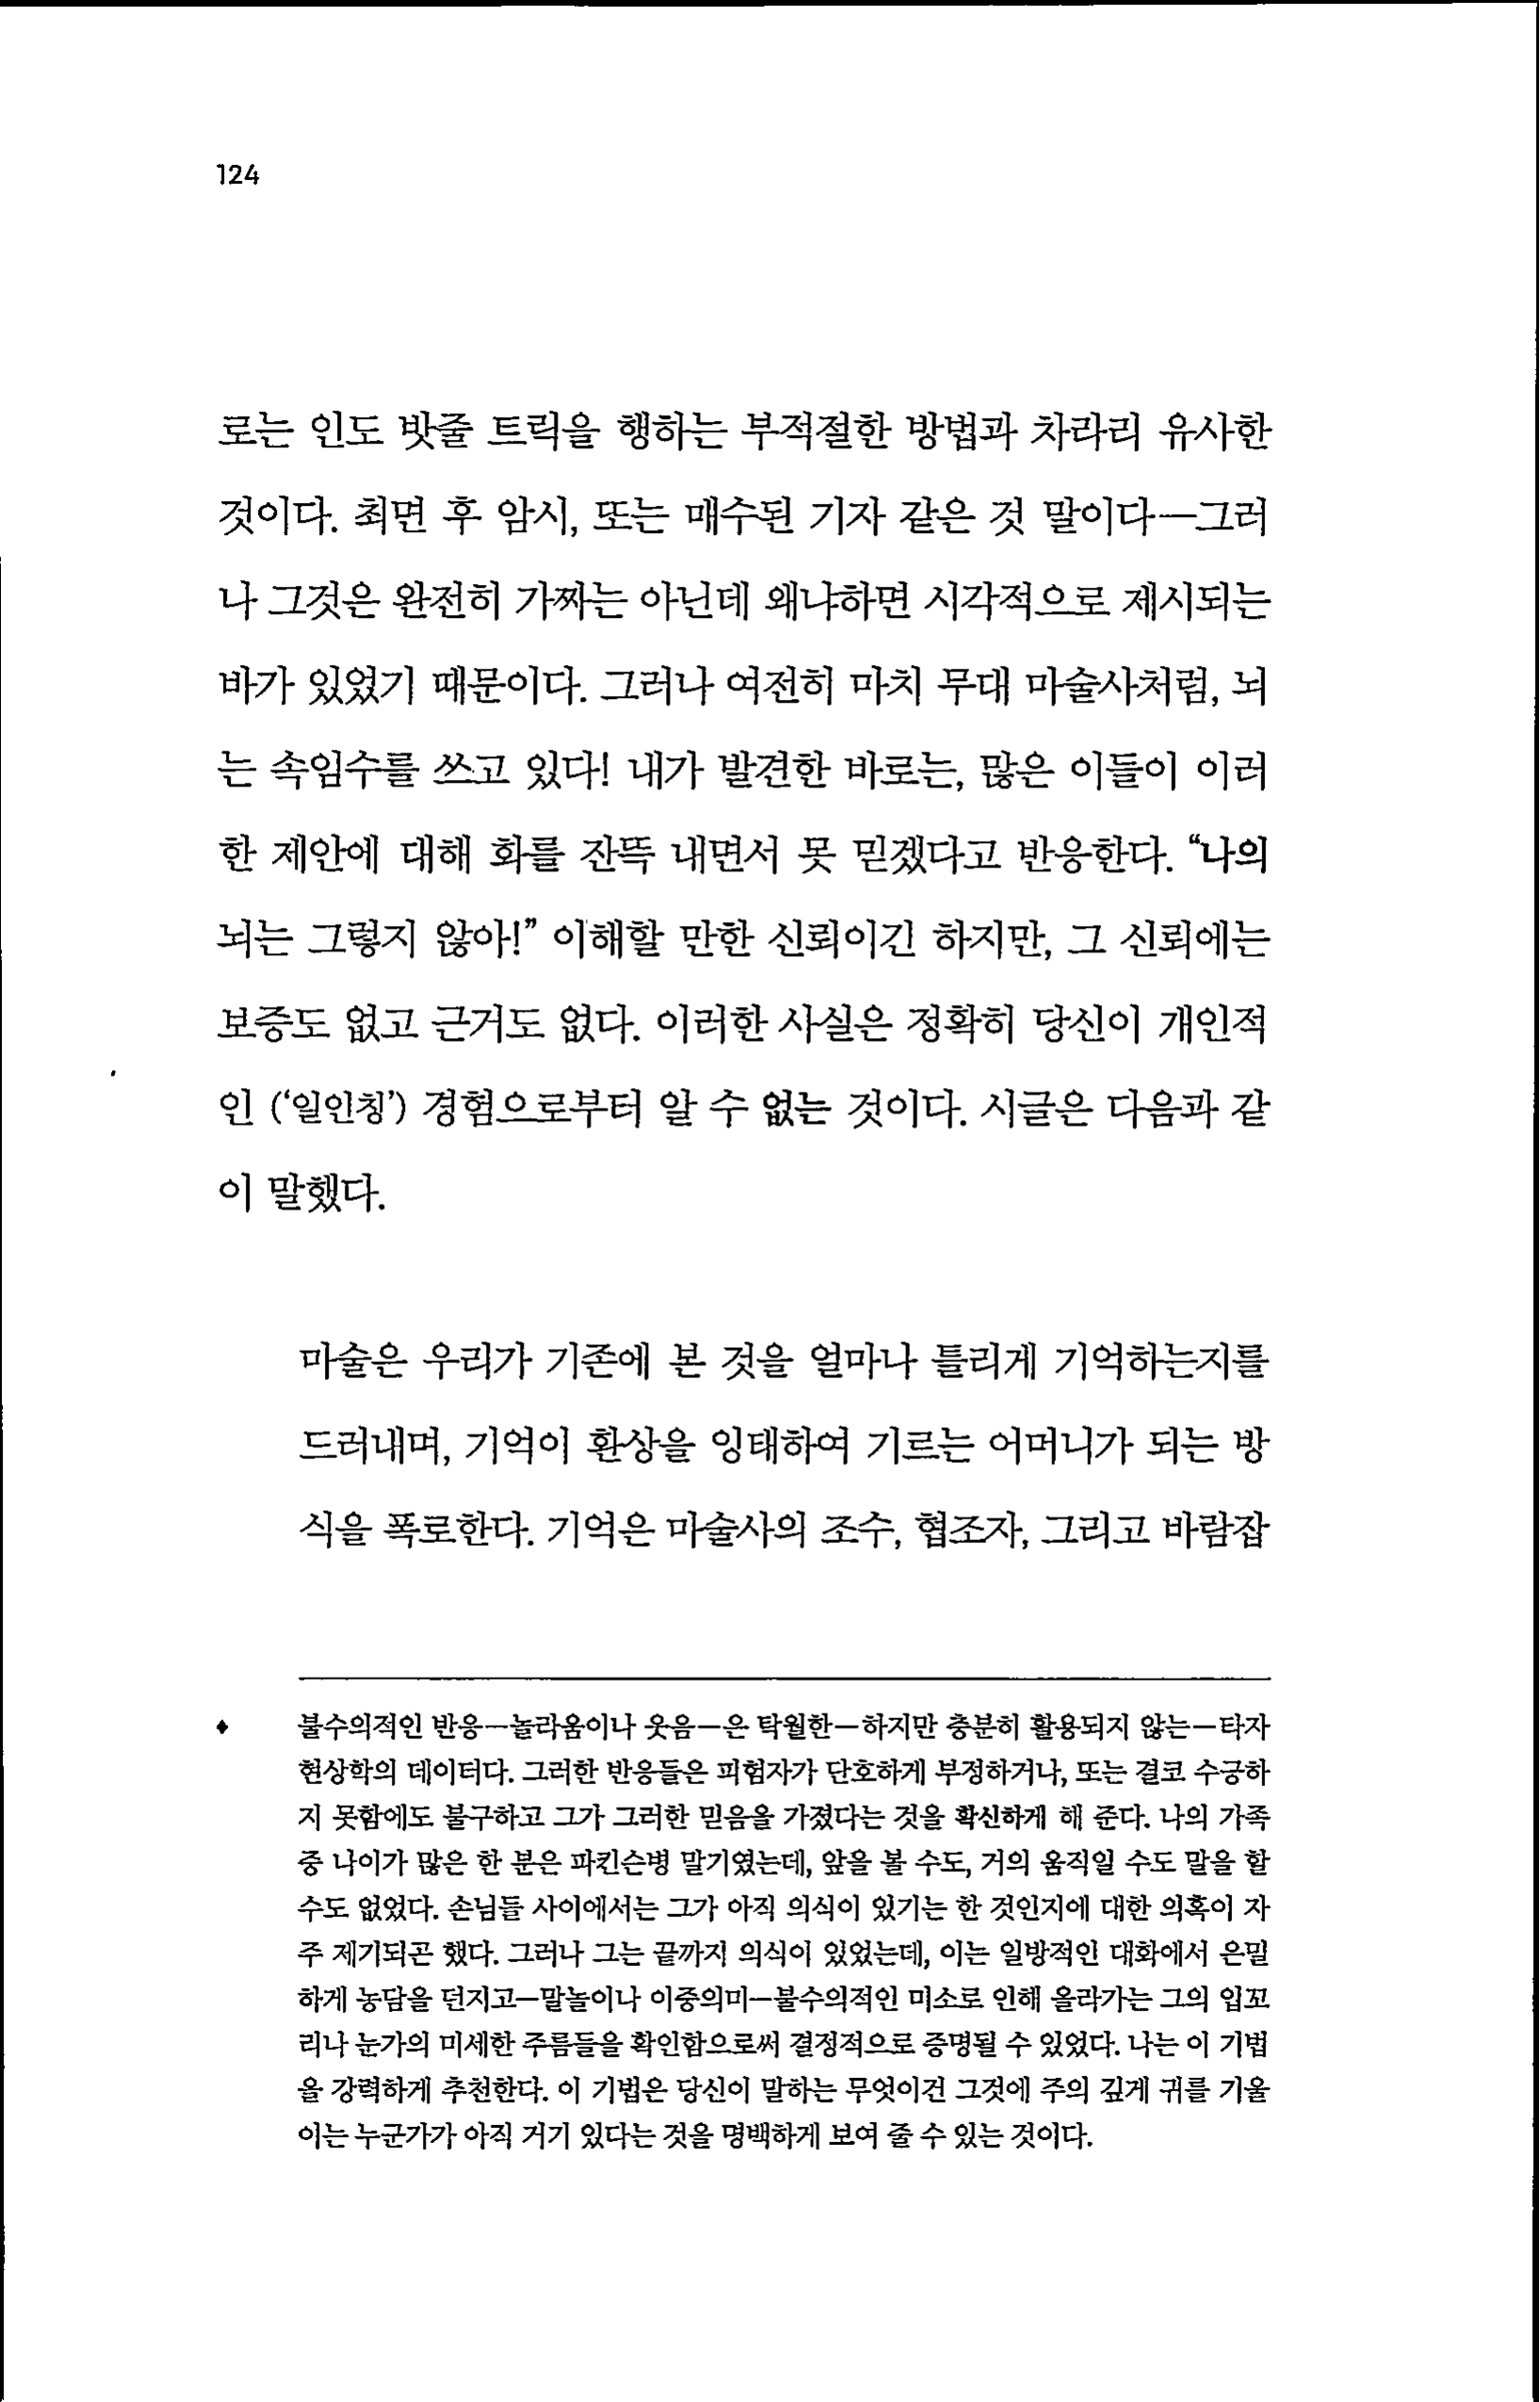 124
로는 인도 밧줄 트릭을 행하는 부적절한 방법과 차라리 유사한
것이다. 최면 후 암시, 또는 매수된 기자 같은 것 말이다—그러
나 그것은 완전히 가짜는 아닌데 왜냐하면 시각적으로 제시되는
바가 있었기 때문이다. 그러나 여전히 마치 무대 마술사처럼, 뇌
는 속임수를 쓰고 있다! 내가 발견한 바로는, 많은 이들이 이러
한 제안에 대해 화를 잔뜩 내면서 못 믿겠다고 반응한다. “나의
뇌는 그렇지 않아!” 이해할 만한 신뢰이긴 하지만, 그 신뢰에는
보증도 없고 근거도 없다. 이러한 사실은 정확히 당신이 개인적
인 (‘일인칭’) 경험으로부터 알 수 없는 것이다. 시글은 다음과 같
이 말했다.
마술은 우리가 기존에 본 것을 얼마나 틀리게 기억하는지를
드러내며, 기억이 환상을 잉태하여 기르는 어머니가 되는 방
식을 폭로한다. 기억은 마술사의 조수, 협조자, 그리고 바람잡
♦ 불수의적인 반응—놀라움이나 웃음—은 탁월한—하지만 충분히 활용되지 않는—타자
현상학의 데이터다. 그러한 반응들은 피험자가 단호하게 부정하거나, 또는 결코 수긍하
지 못함에도 불구하고 그가 그러한 믿음을 가졌다는 것을 확신하게 해 준다. 나의 가족
중 나이가 많은 한 분은 파킨슨병 말기였는데, 앞을 볼 수도, 거의 움직일 수도 말을 할
수도 없었다. 손님들 사이에서는 그가 아직 의식이 있기는 한 것인지에 대한 의혹이 자
주 제기되곤 했다. 그러나 그는 끝까지 의식이 있었는데, 이는 일방적인 대화에서 은밀
하게 농담을 던지고—말놀이나 이중의미—불수의적인 미소로 인해 올라가는 그의 입꼬
리나 눈가의 미세한 주름들을 확인함으로써 결정적으로 증명될 수 있었다. 나는 이 기법
을 강력하게 추천한다. 이 기법은 당신이 말하는 무엇이건 그것에 주의 깊게 귀를 기울
이는 누군가가 아직 거기 있다는 것을 명백하게 보여 줄 수 있는 것이다.